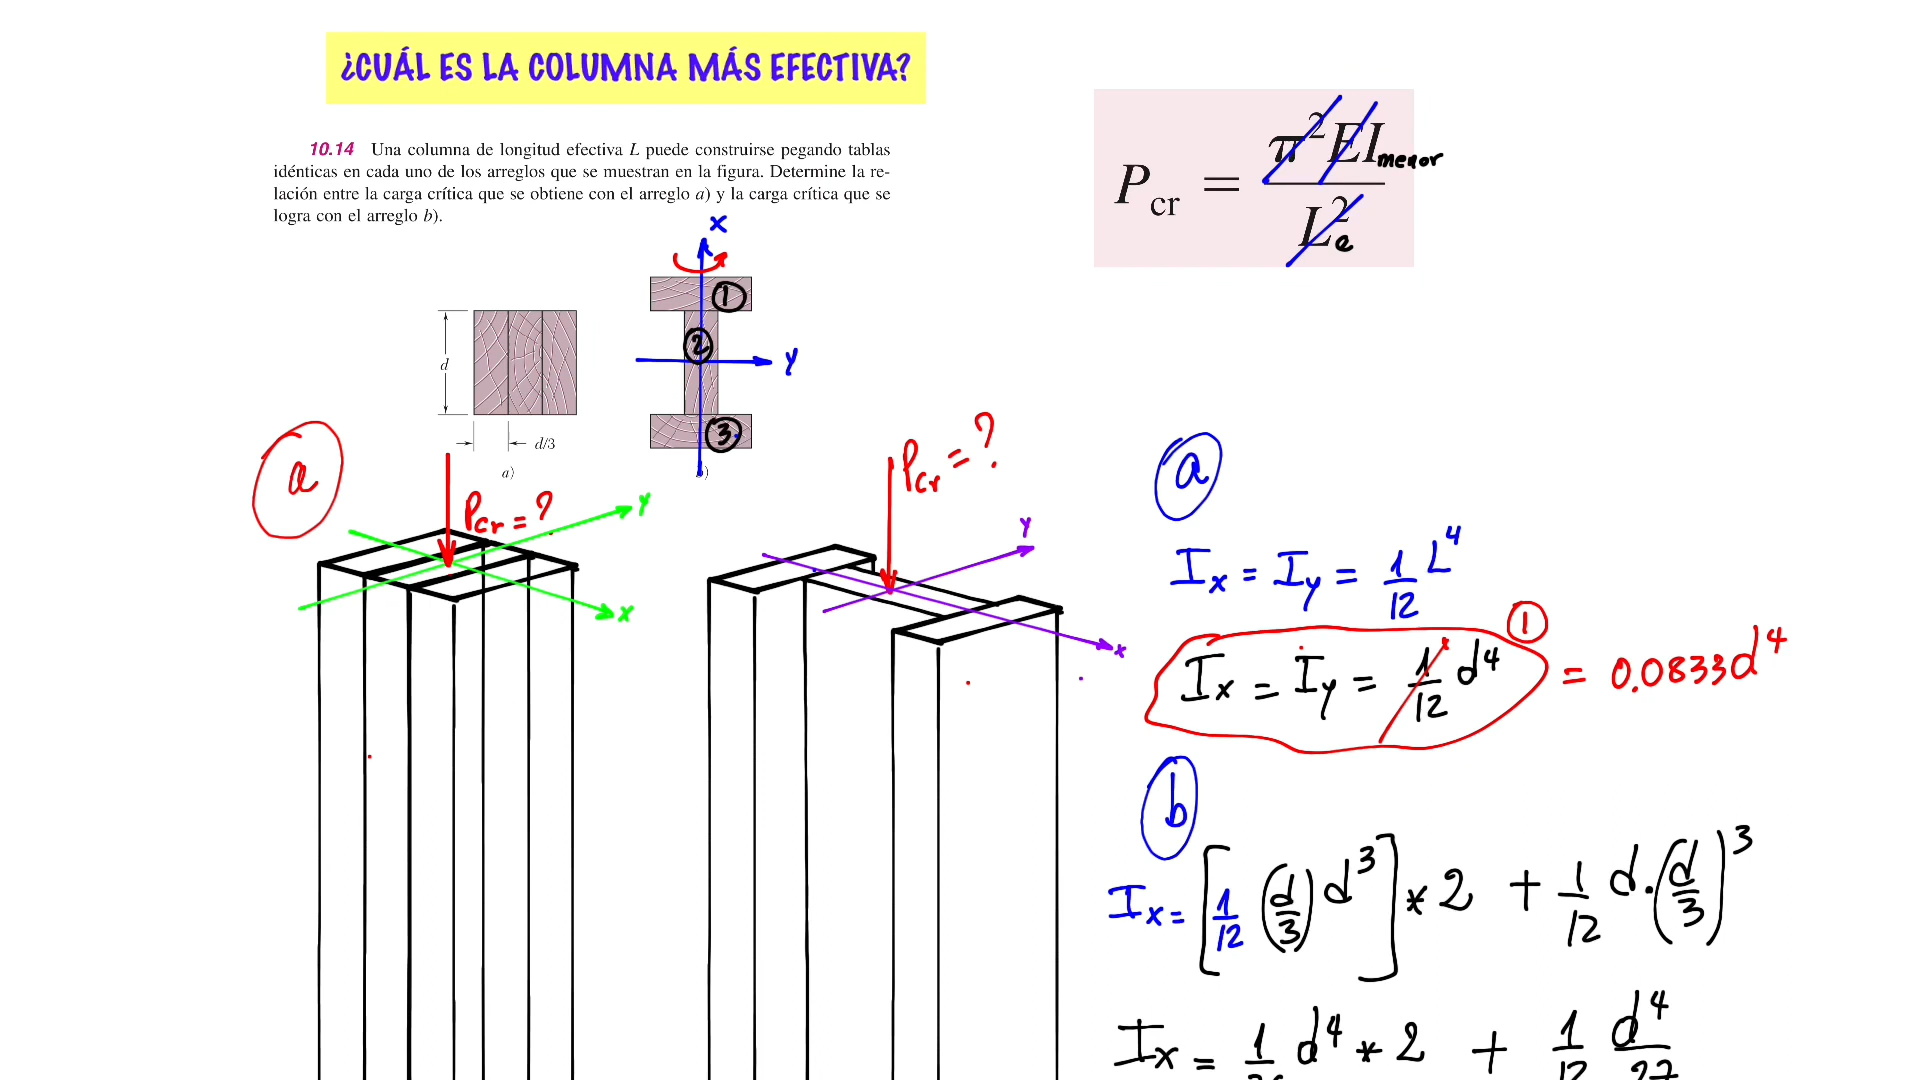 ¿CUÁL ES LA COLUMNA MÁS EFECTIVA?
10.14 Una columna de longitud efectiva L puede construirse pegando tablas
idénticas en cada uno de los arreglos que se muestran en la figura. Determine la re-
lación entre la carga crítica que se obtiene con el arreglo a) y la carga crítica que se
logra con el arreglo b).
P_cr = π²EI_menor / L_e²
x
1
2
y
3
d
d/3
a)
a
P_cr = ?
y
x
P_cr = ?
y
x
a
I_x = I_y = 1/12 L⁴
1
I_x = I_y = 1/12 d⁴ = 0.0833d⁴
b
I_x = [1/12 (d/3) d³] * 2 + 1/12 d·(d/3)³
I_x = 1/36 d⁴ * 2 + 1/12 d⁴/27